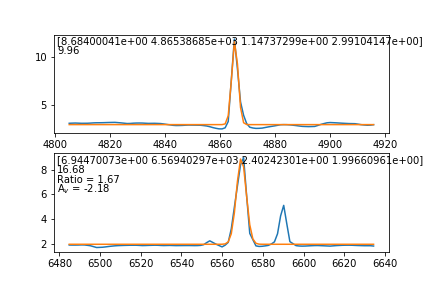 [8.68400041e+00 4.86538685e+03 1.14737299e+00 2.99104147e+00]
9.96
10
5
4800 4820 4840 4860 4880 4900 4920
[6.94470073e+00 6.56940297e+03 2.40242301e+00 1.99660961e+00]
16.68
Ratio = 1.67
Av = -2.18
8
6
4
2
6480 6500 6520 6540 6560 6580 6600 6620 6640